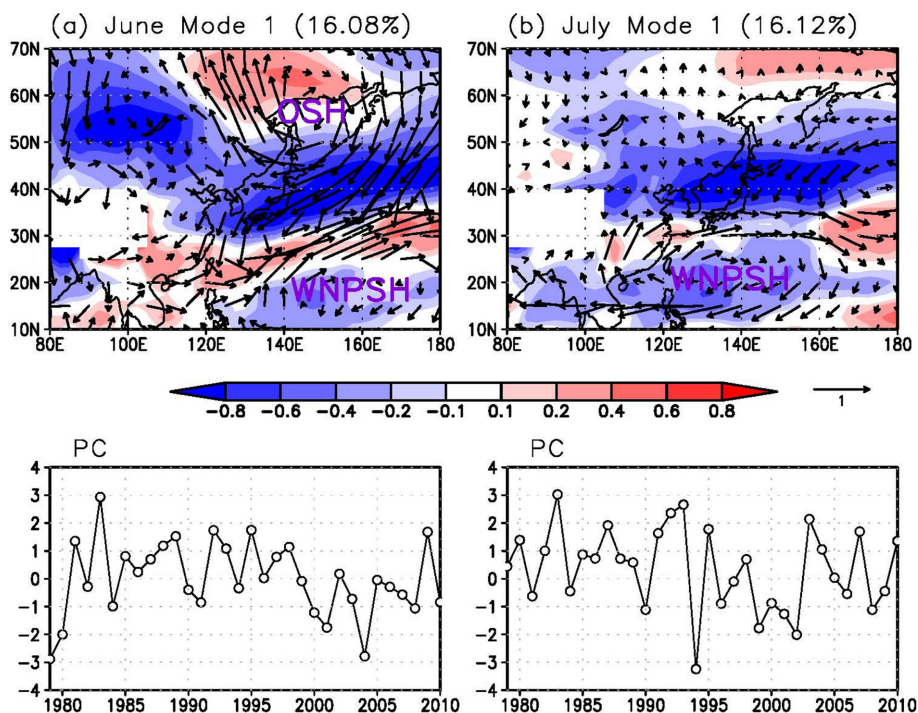 (a) June Mode 1 (16.08%)
(b) July Mode 1 (16.12%)
70N
60N
50N
40N
30N
20N
10N
OSH
WNPSH
80E 100E 120E 140E 160E 180
70N
60N
50N
40N
30N
20N
10N
WNPSH
80E 100E 120E 140E 160E 180
-0.8 -0.6 -0.4 -0.2 -0.1 0.1 0.2 0.4 0.6 0.8
1
PC
4
3
2
1
0
-1
-2
-3
-4
1980 1985 1990 1995 2000 2005 2010
PC
4
3
2
1
0
-1
-2
-3
-4
1980 1985 1990 1995 2000 2005 2010